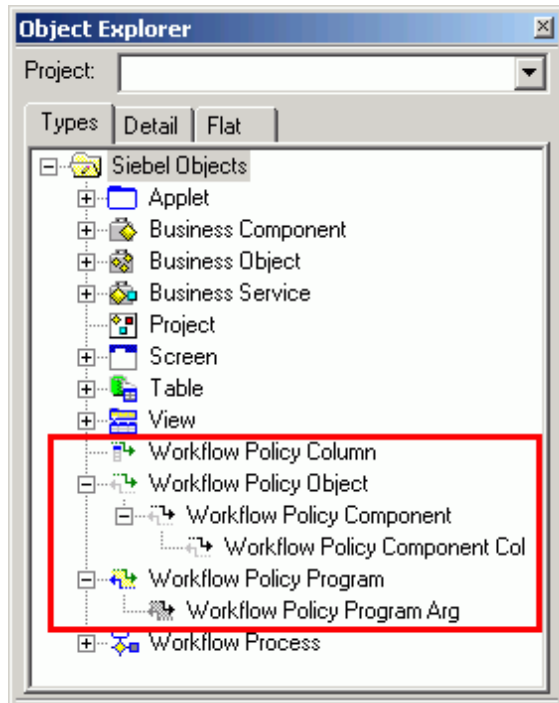 Object Explorer
Project:
Types Detail Flat
Siebel Objects
Applet
Business Component
Business Object
Business Service
Project
Screen
Table
View
Workflow Policy Column
Workflow Policy Object
Workflow Policy Component
Workflow Policy Component Col
Workflow Policy Program
Workflow Policy Program Arg
Workflow Process